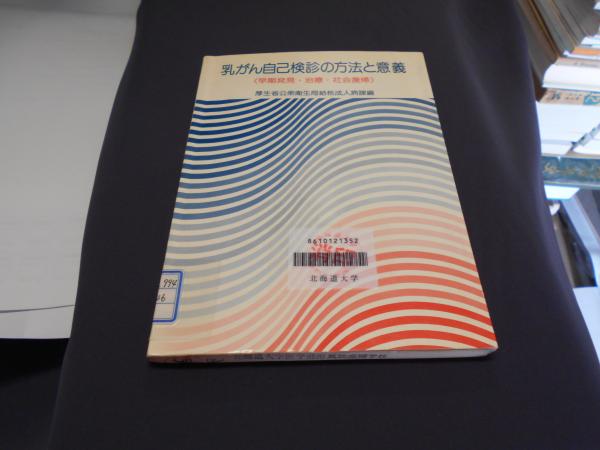 乳がん自己検診の方法と意義
(早期発見・治療・社会復帰)
厚生省公衆衛生局結核成人病課編
8610121352
北海道大学
994